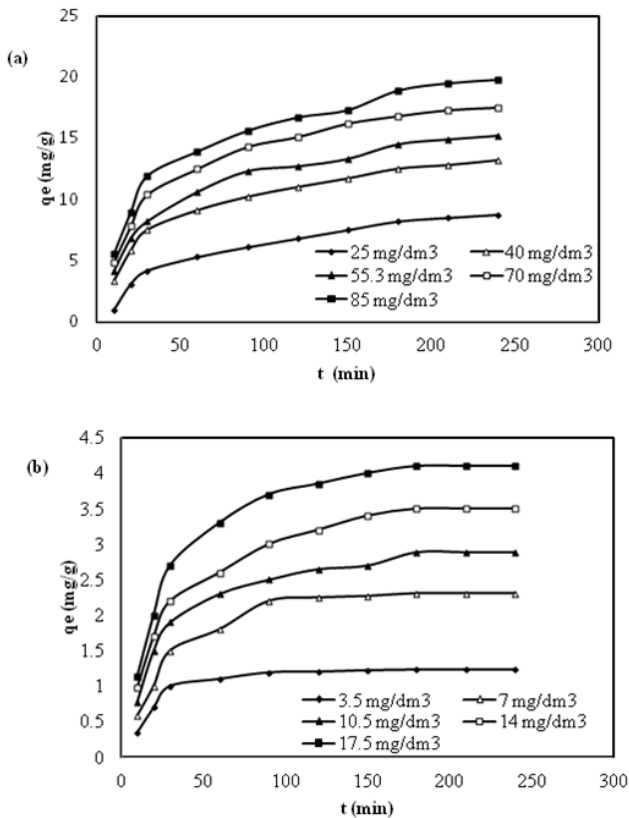 (a)
25
20
15
10
5
0
qe (mg/g)
25 mg/dm3
40 mg/dm3
55.3 mg/dm3
70 mg/dm3
85 mg/dm3
0 50 100 150 200 250 300
t (min)
(b)
4.5
4
3.5
3
2.5
2
1.5
1
0.5
0
qe (mg/g)
3.5 mg/dm3
7 mg/dm3
10.5 mg/dm3
14 mg/dm3
17.5 mg/dm3
0 50 100 150 200 250 300
t (min)